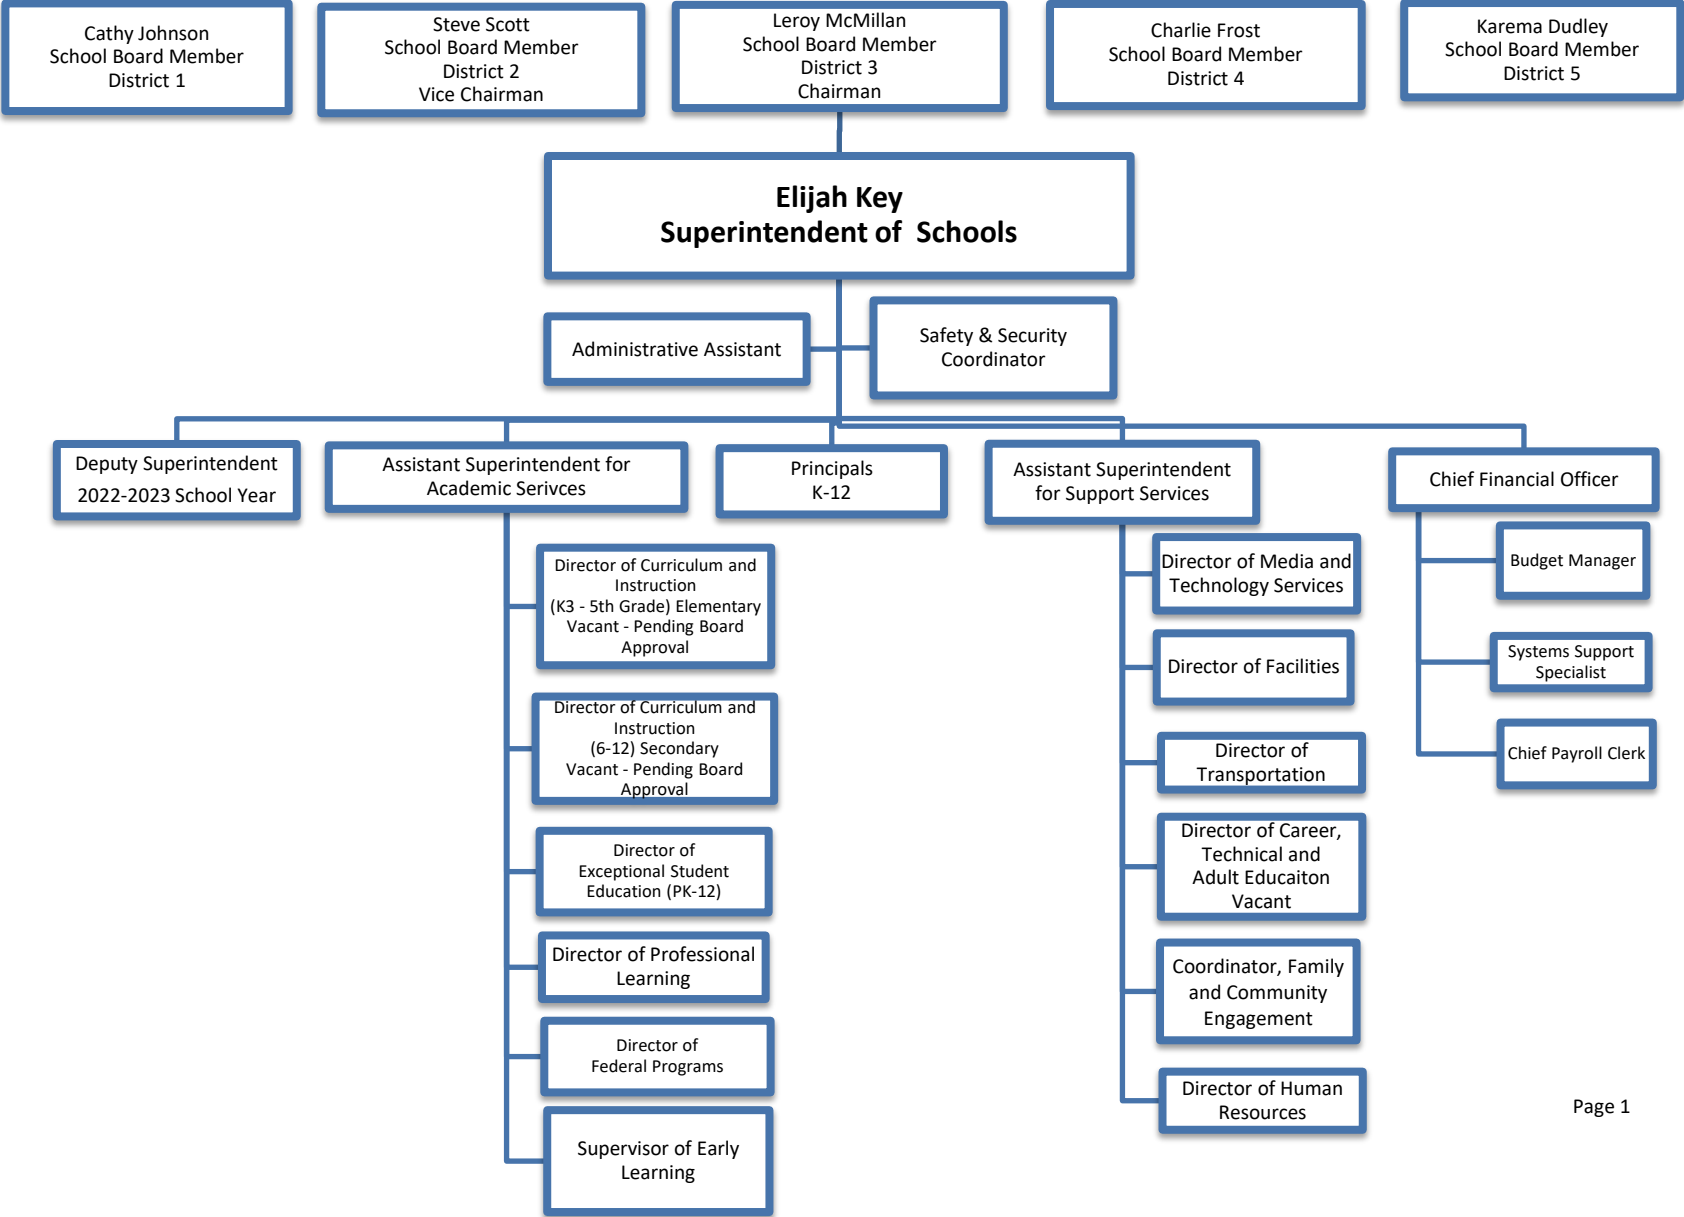 Cathy Johnson
School Board Member
District 1
Steve Scott
School Board Member
District 2
Vice Chairman
Leroy McMillan
School Board Member
District 3
Chairman
Charlie Frost
School Board Member
District 4
Karema Dudley
School Board Member
District 5
Elijah Key
Superintendent of Schools
Administrative Assistant
Safety & Security
Coordinator
Deputy Superintendent
2022-2023 School Year
Assistant Superintendent for
Academic Serivces
Principals
K-12
Assistant Superintendent
for Support Services
Chief Financial Officer
Director of Curriculum and
Instruction
(K3 - 5th Grade) Elementary
Vacant - Pending Board
Approval
Director of Curriculum and
Instruction
(6-12) Secondary
Vacant - Pending Board
Approval
Director of
Exceptional Student
Education (PK-12)
Director of Professional
Learning
Director of
Federal Programs
Supervisor of Early
Learning
Director of Media and
Technology Services
Director of Facilities
Director of
Transportation
Director of Career,
Technical and
Adult Educaiton
Vacant
Coordinator, Family
and Community
Engagement
Director of Human
Resources
Budget Manager
Systems Support
Specialist
Chief Payroll Clerk
Page 1